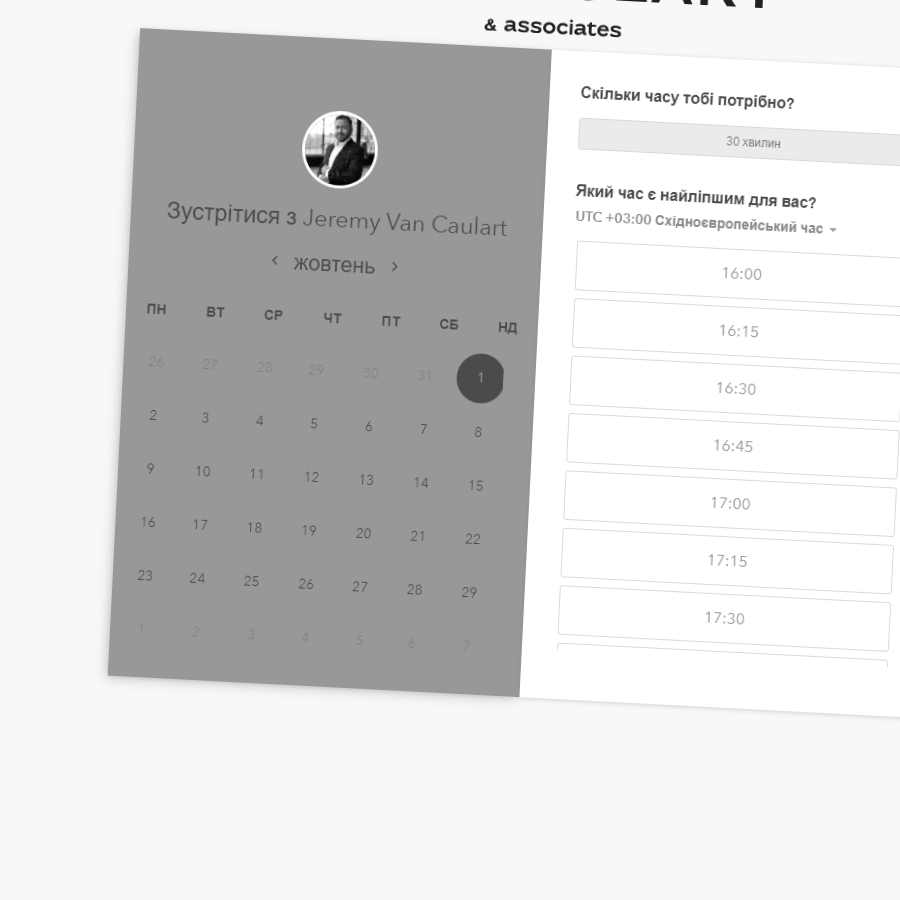 & associates
Зустрітися з Jeremy Van Caulart
жовтень
ПН ВТ СР ЧТ ПТ СБ НД
26 27 28 29 30 31 1
2 3 4 5 6 7 8
9 10 11 12 13 14 15
16 17 18 19 20 21 22
23 24 25 26 27 28 29
1 2 3 4 5 6 7
Скільки часу тобі потрібно?
30 хвилин
Який час є найліпшим для вас?
UTC +03:00 Східноєвропейський час
16:00
16:15
16:30
16:45
17:00
17:15
17:30